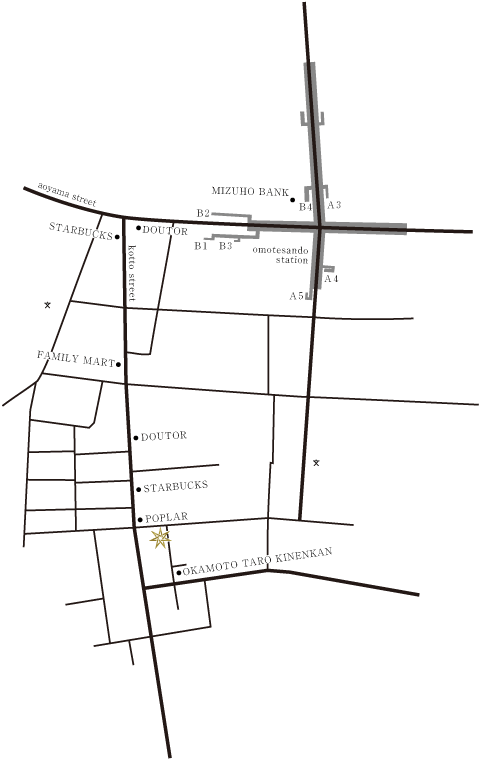 aoyama street
MIZUHO BANK
B4
A3
B2
STARBUCKS
DOUTOR
B1
B3
omotesando
station
kotto street
A4
A5
FAMILY MART
DOUTOR
STARBUCKS
POPLAR
OKAMOTO TARO KINENKAN